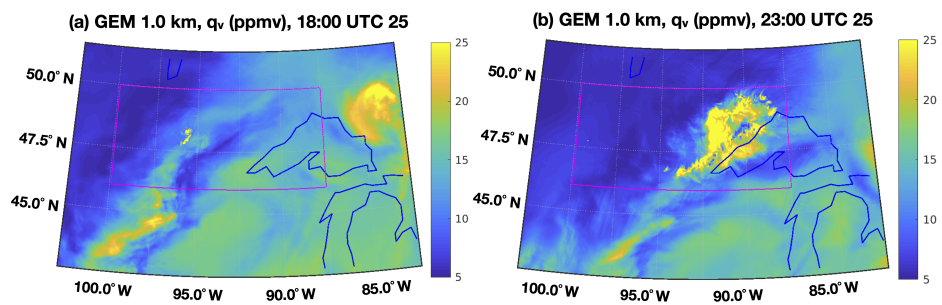 (a) GEM 1.0 km, qv (ppmv), 18:00 UTC 25
50.0° N
47.5° N
45.0° N
100.0° W
95.0° W
90.0° W
85.0° W
25
20
15
10
5
(b) GEM 1.0 km, qv (ppmv), 23:00 UTC 25
50.0° N
47.5° N
45.0° N
100.0° W
95.0° W
90.0° W
85.0° W
25
20
15
10
5